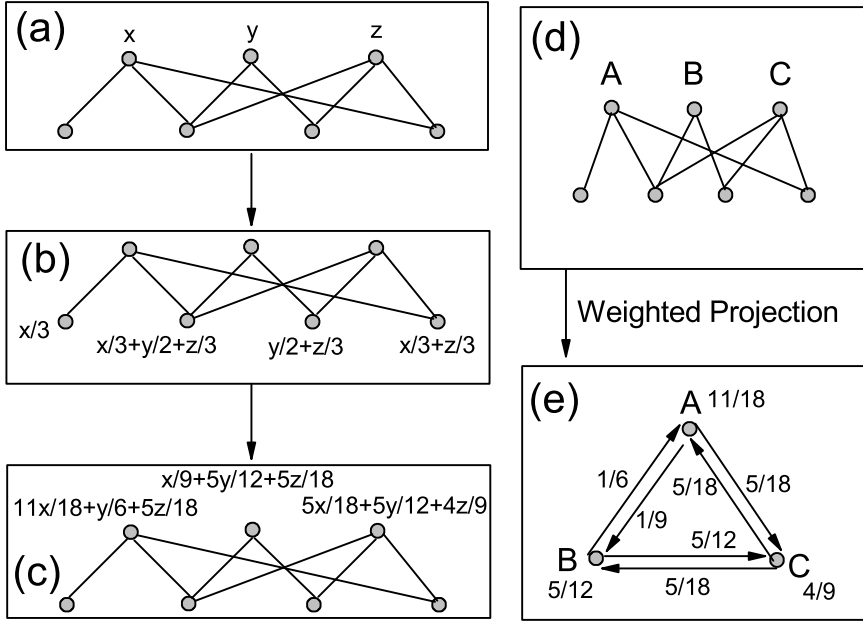 (a)
x
y
z
(b)
x/3
x/3+y/2+z/3
y/2+z/3
x/3+z/3
x/9+5y/12+5z/18
11x/18+y/6+5z/18
5x/18+5y/12+4z/9
(c)
(d)
A
B
C
Weighted Projection
(e)
A
11/18
1/6
1/9
5/18
5/18
B
5/12
5/12
5/18
C
4/9